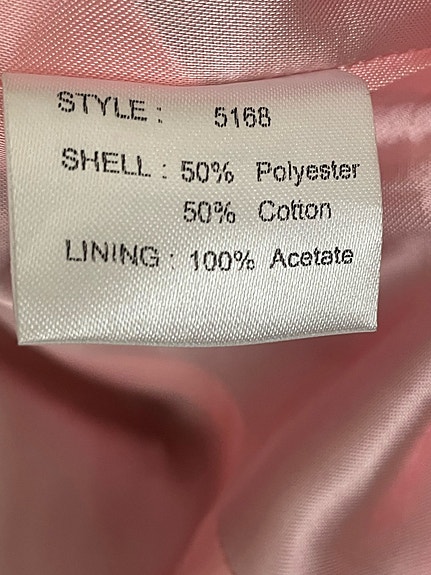 STYLE : 5168
SHELL : 50% Polyester
50% Cotton
LINING : 100% Acetate